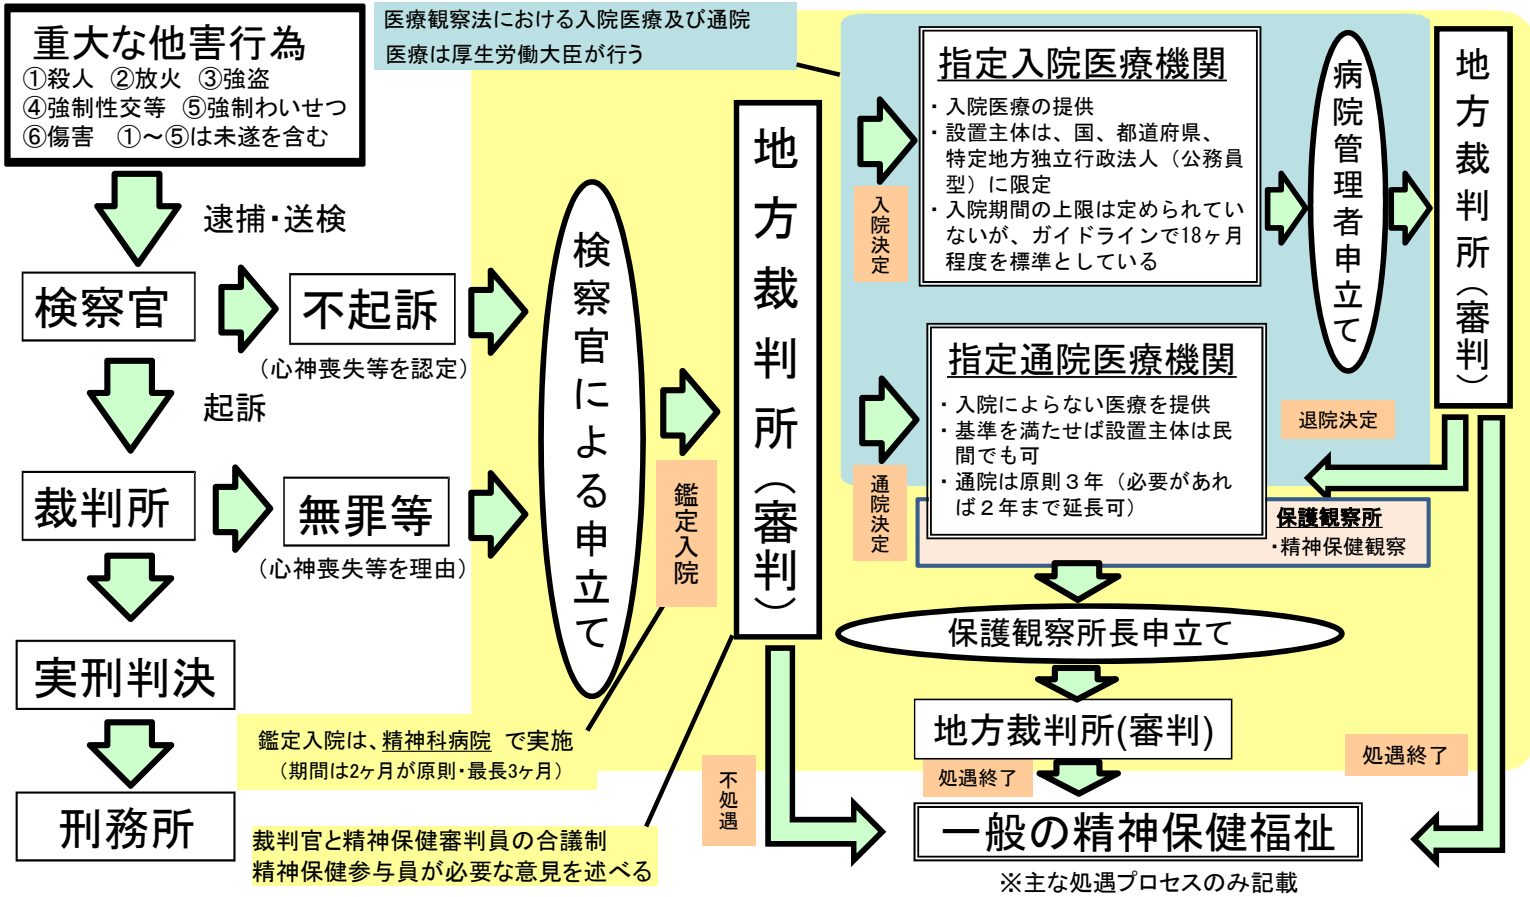 重大な他害行為
①殺人 ②放火 ③強盗
④強制性交等 ⑤強制わいせつ
⑥傷害 ①～⑤は未遂を含む
逮捕・送検
検察官
不起訴
(心神喪失等を認定)
起訴
裁判所
無罪等
(心神喪失等を理由)
実刑判決
刑務所
検察官による申立て
鑑定入院
鑑定入院は、精神科病院 で実施
（期間は2ヶ月が原則・最長3ヶ月）
地方裁判所（審判）
裁判官と精神保健審判員の合議制
精神保健参与員が必要な意見を述べる
医療観察法における入院医療及び通院
医療は厚生労働大臣が行う
入院決定
指定入院医療機関
・入院医療の提供
・設置主体は、国、都道府県、
特定地方独立行政法人（公務員
型）に限定
・入院期間の上限は定められてい
ないが、ガイドラインで18ヶ月
程度を標準としている
病院管理者申立て
地方裁判所（審判）
退院決定
通院決定
指定通院医療機関
・入院によらない医療を提供
・基準を満たせば設置主体は民
間でも可
・通院は原則３年（必要があれ
ば２年まで延長可）
保護観察所
・精神保健観察
保護観察所長申立て
地方裁判所(審判)
処遇終了
処遇終了
不処遇
一般の精神保健福祉
※主な処遇プロセスのみ記載